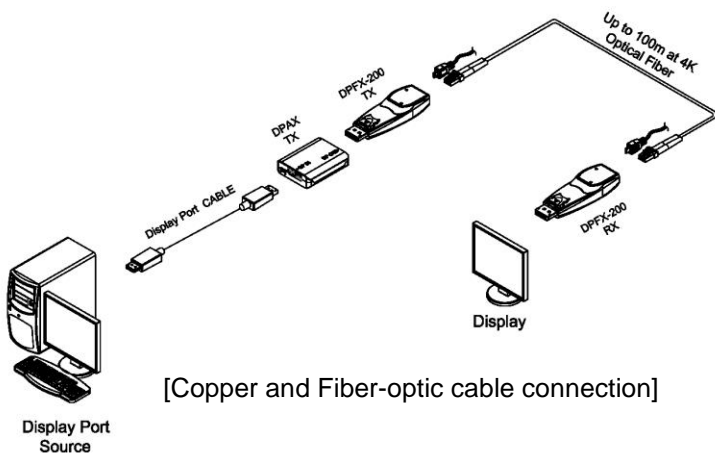 Up to 100m at 4K
Optical Fiber
DPFX-200
TX
DPAX
TX
Display Port CABLE
DPFX-200
RX
Display
[Copper and Fiber-optic cable connection]
Display Port
Source